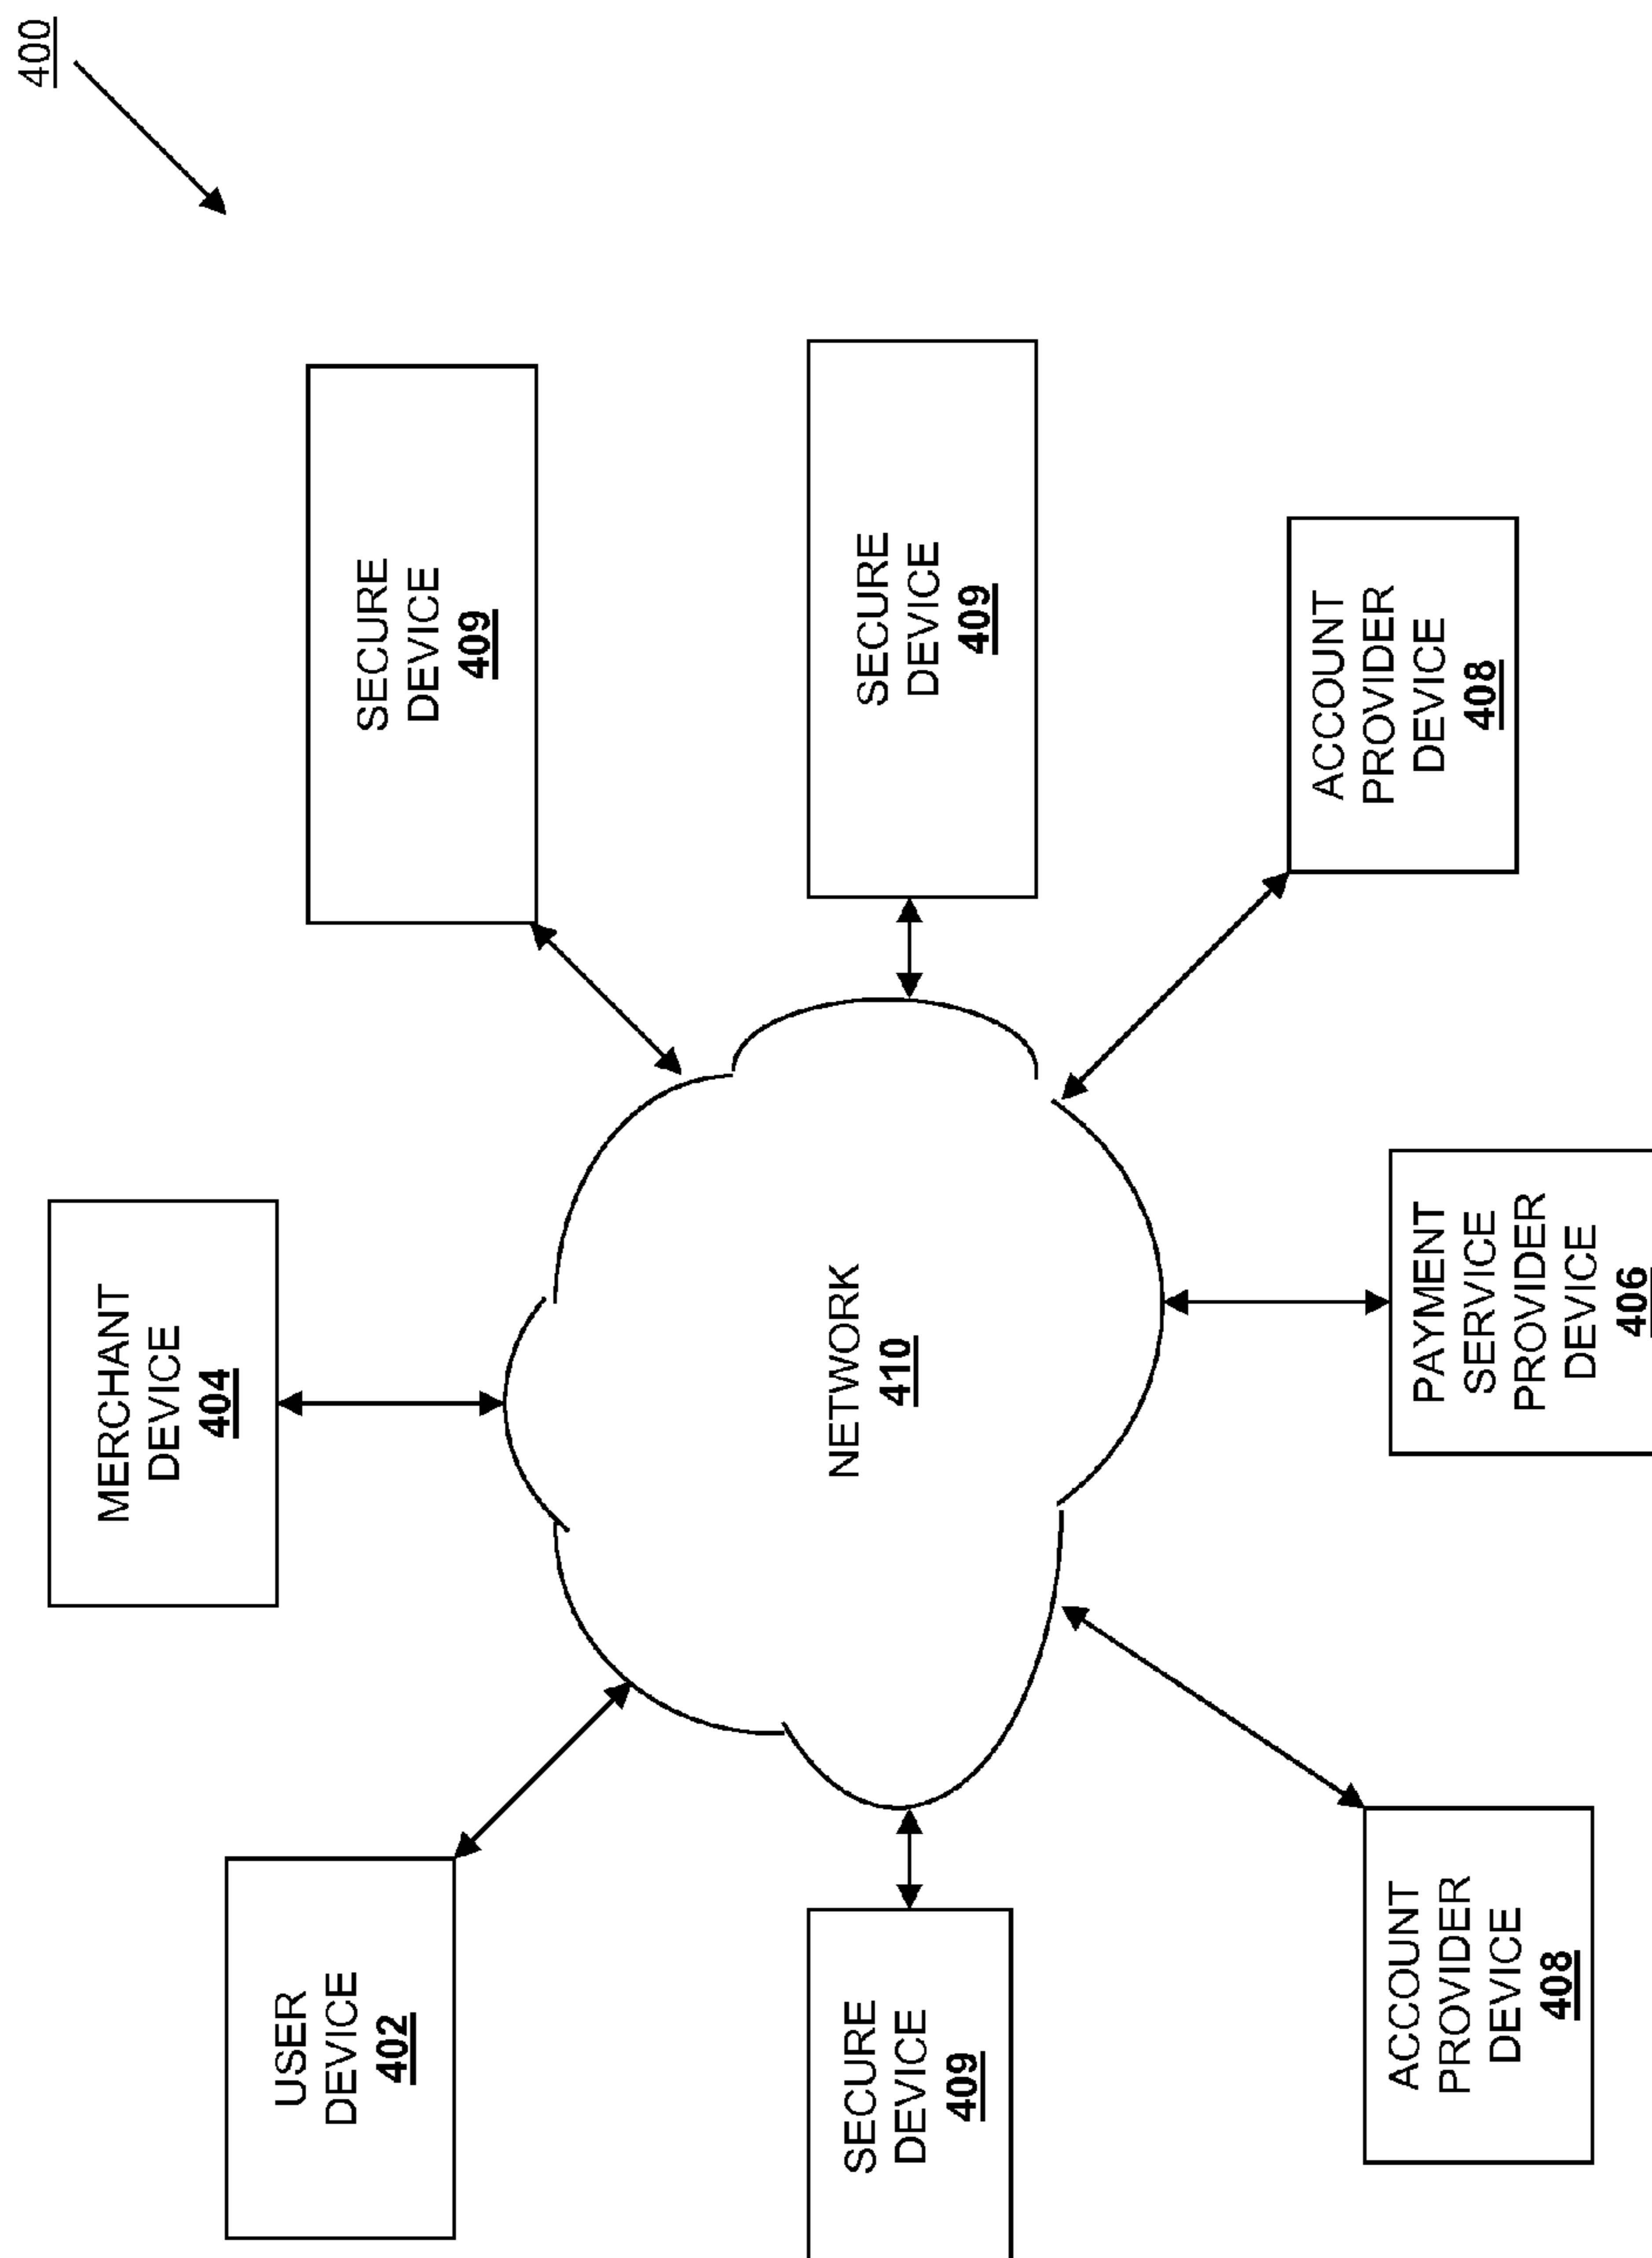 400
MERCHANT
DEVICE
404
USER
DEVICE
402
SECURE
DEVICE
409
SECURE
DEVICE
409
NETWORK
410
SECURE
DEVICE
409
ACCOUNT
PROVIDER
DEVICE
408
PAYMENT
SERVICE
PROVIDER
DEVICE
406
ACCOUNT
PROVIDER
DEVICE
408